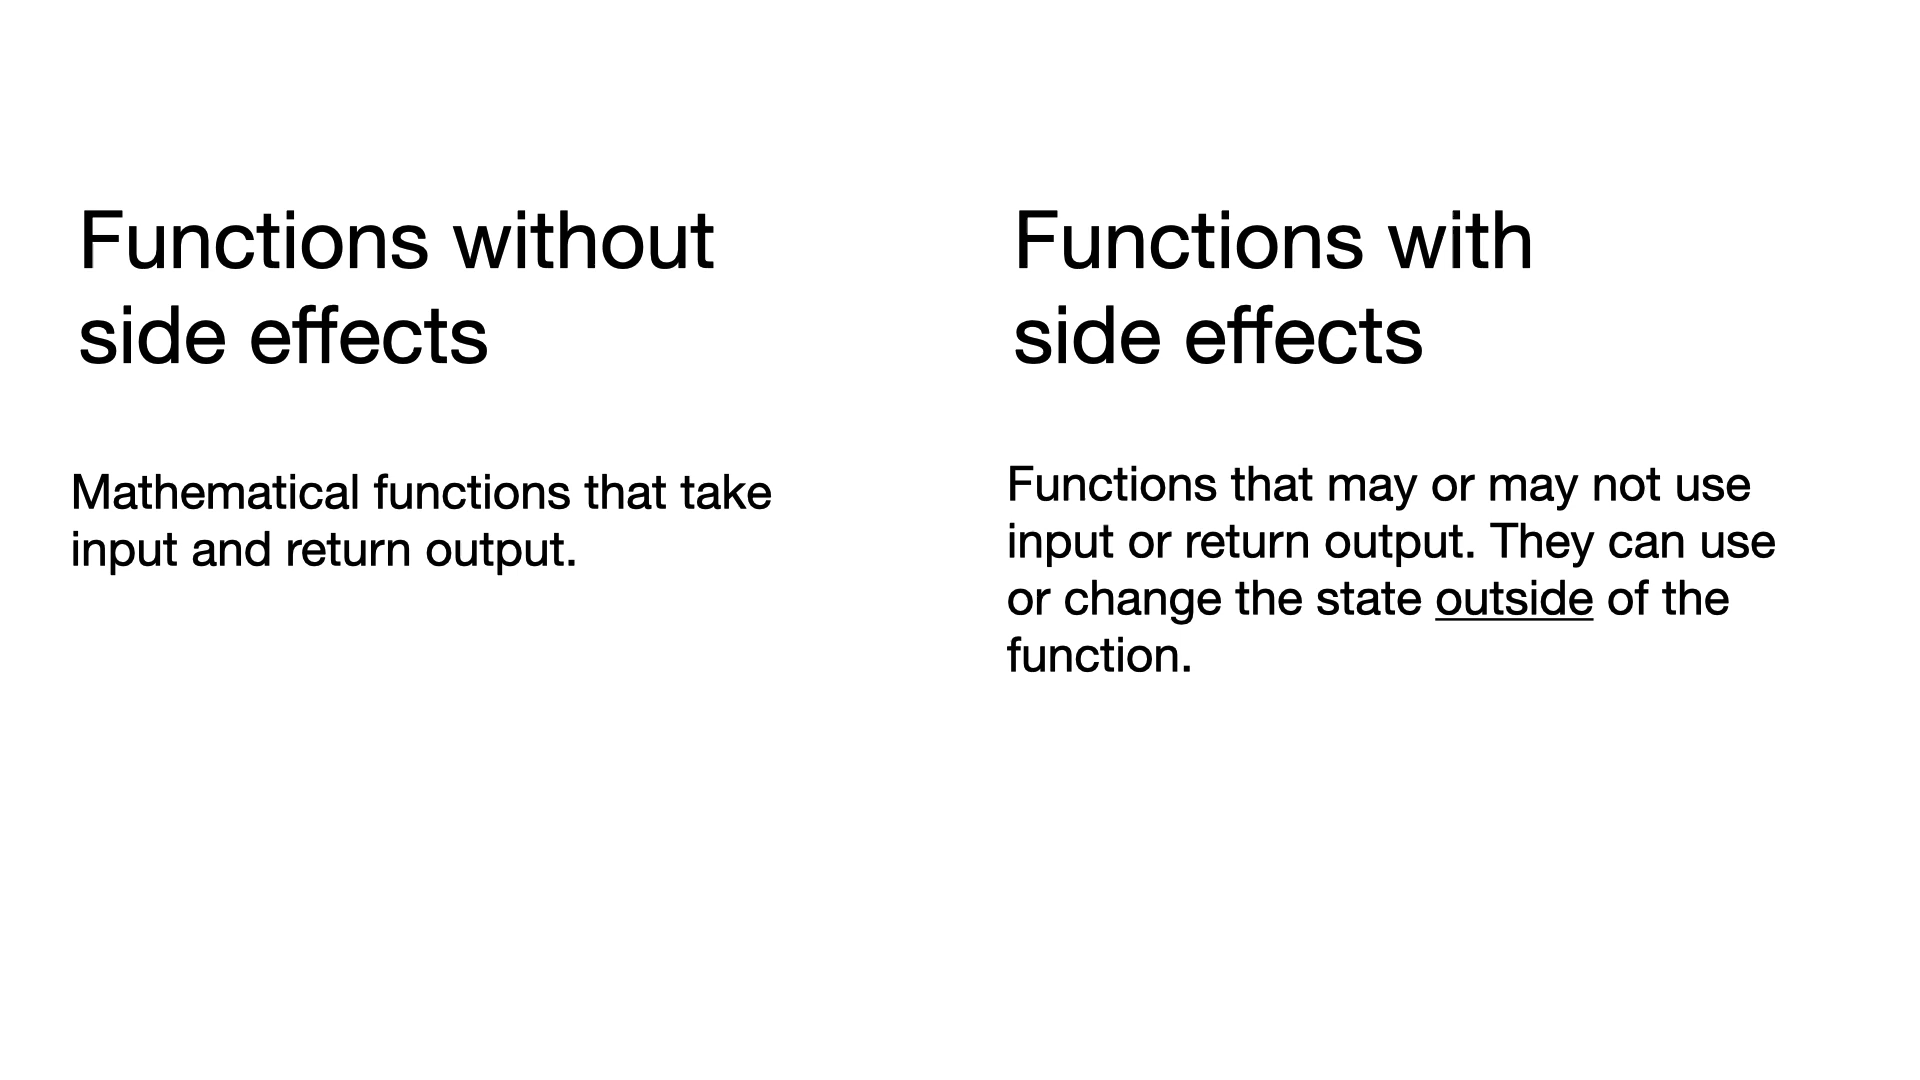 Functions without
side effects
Mathematical functions that take
input and return output.
Functions with
side effects
Functions that may or may not use
input or return output. They can use
or change the state outside of the
function.